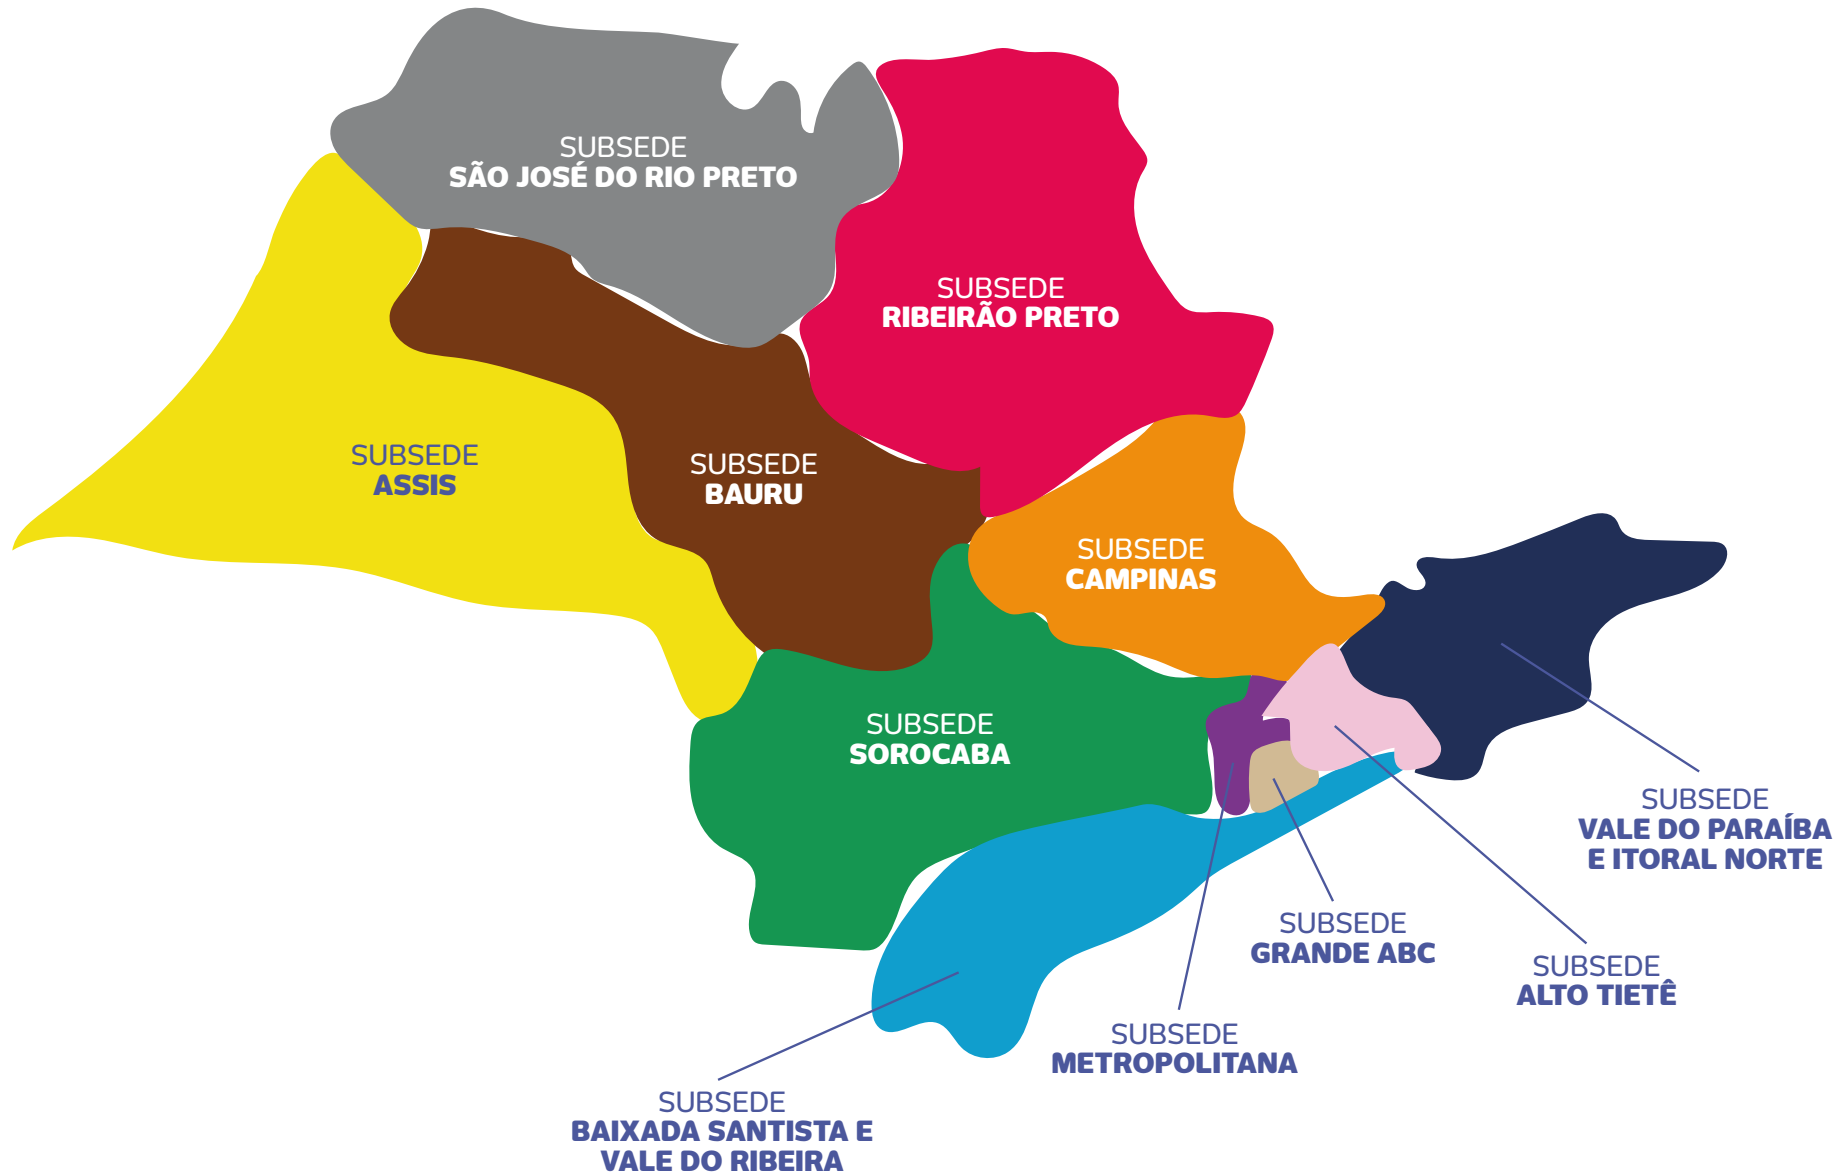 SUBSEDE
SÃO JOSÉ DO RIO PRETO
SUBSEDE
RIBEIRÃO PRETO
SUBSEDE
ASSIS
SUBSEDE
BAURU
SUBSEDE
CAMPINAS
SUBSEDE
SOROCABA
SUBSEDE
VALE DO PARAÍBA
E ITORAL NORTE
SUBSEDE
GRANDE ABC
SUBSEDE
ALTO TIETÊ
SUBSEDE
METROPOLITANA
SUBSEDE
BAIXADA SANTISTA E
VALE DO RIBEIRA